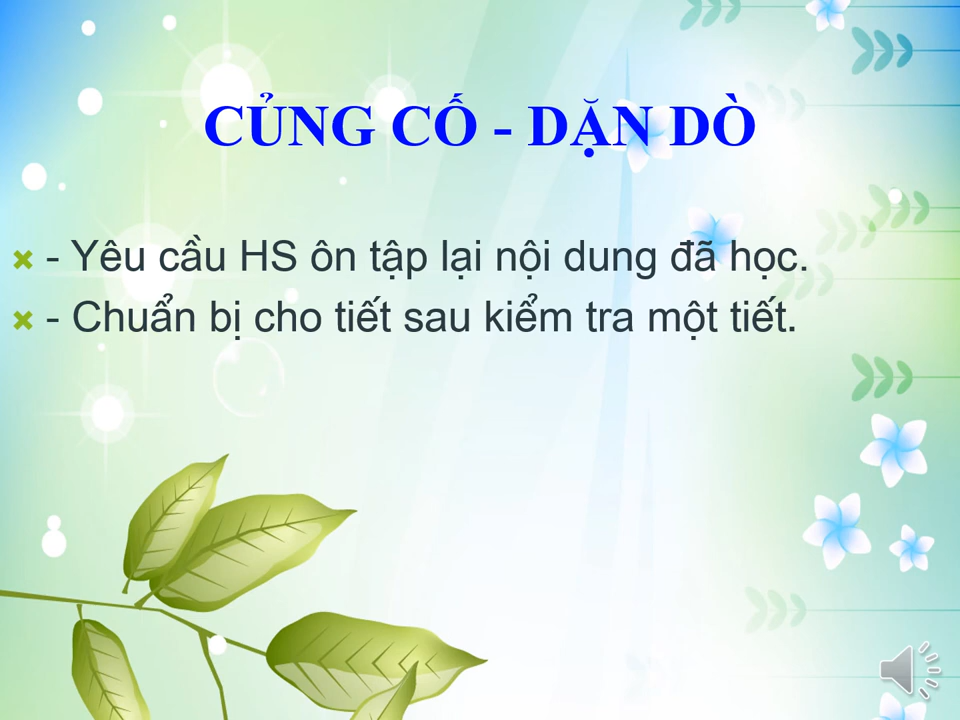 CỦNG CỐ - DẶN DÒ
- Yêu cầu HS ôn tập lại nội dung đã học.
- Chuẩn bị cho tiết sau kiểm tra một tiết.